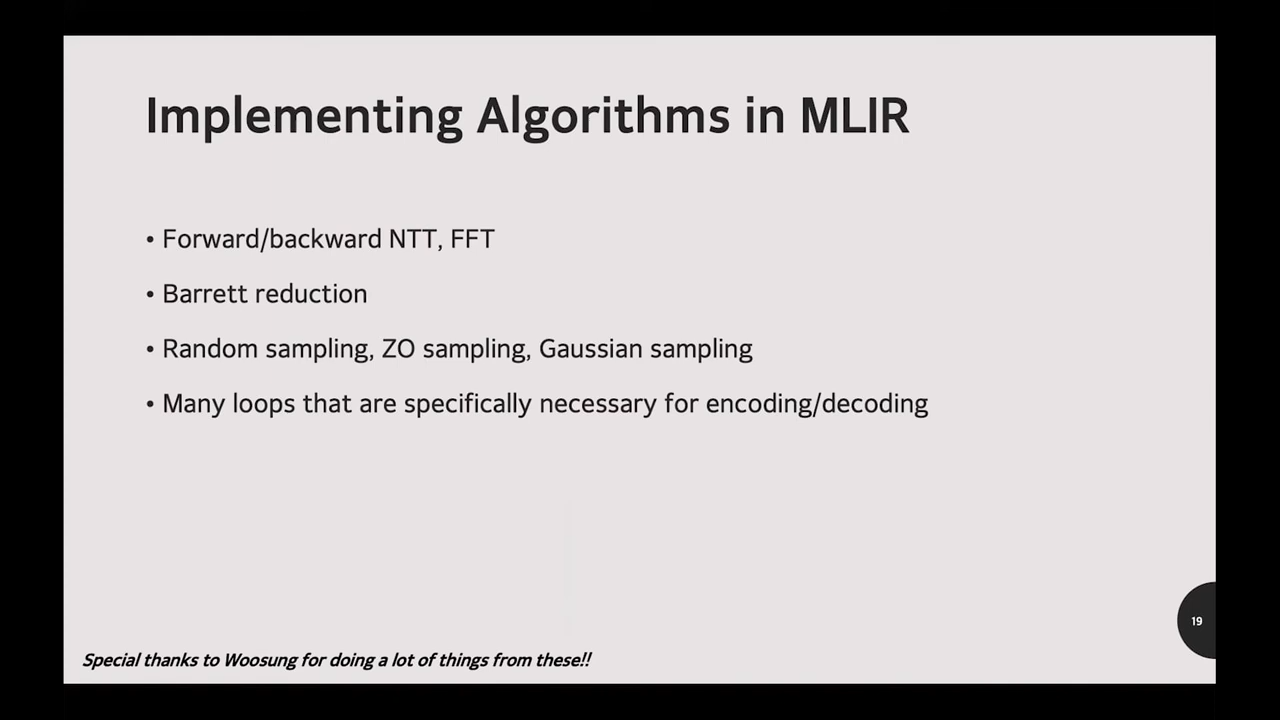 Implementing Algorithms in MLIR
• Forward/backward NTT, FFT
• Barrett reduction
• Random sampling, ZO sampling, Gaussian sampling
• Many loops that are specifically necessary for encoding/decoding
19
Special thanks to Woosung for doing a lot of things from these!!